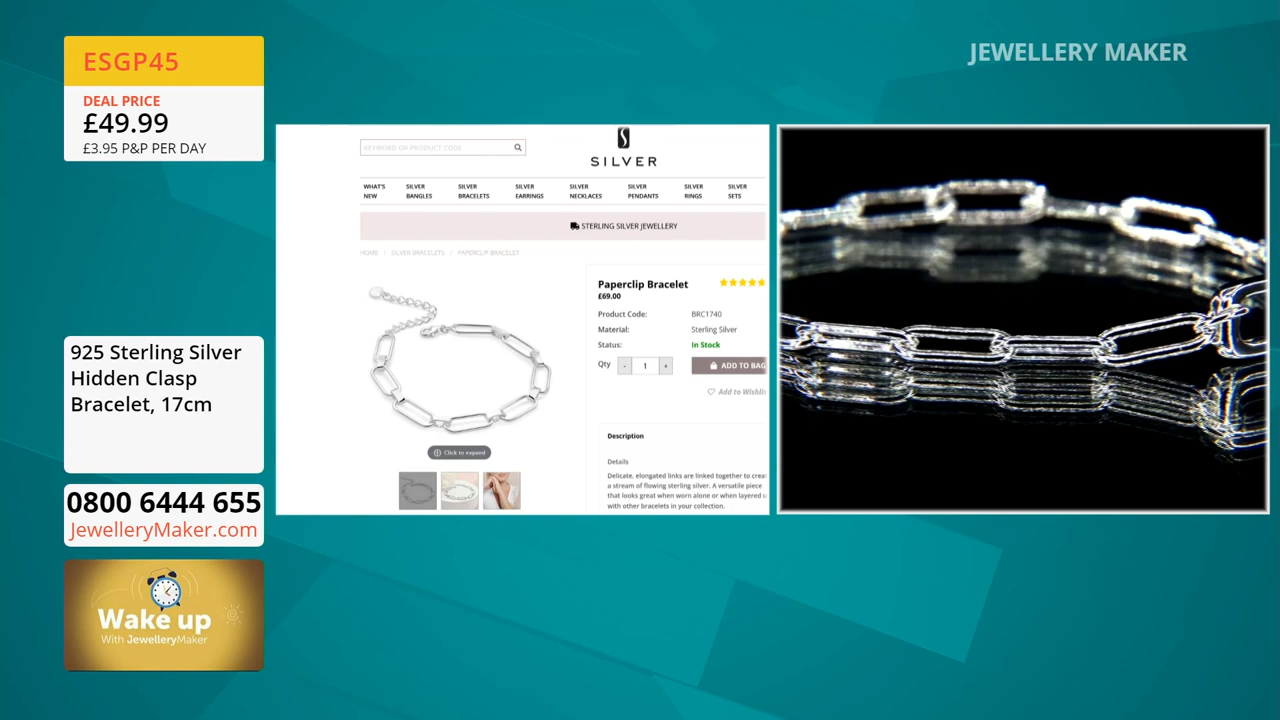 ESGP45
DEAL PRICE
£49.99
£3.95 P&P PER DAY
JEWELLERY MAKER
925 Sterling Silver
Hidden Clasp
Bracelet, 17cm
0800 6444 655
JewelleryMaker.com
Wake up
With JewelleryMaker
KEYWORD OR PRODUCT CODE
SILVER
WHAT'S NEW
SILVER BANGLES
SILVER BRACELETS
SILVER EARRINGS
SILVER NECKLACES
SILVER PENDANTS
SILVER RINGS
SILVER SETS
STERLING SILVER JEWELLERY
HOME > SILVER BRACELETS > PAPERCLIP BRACELET
Click to expand
Paperclip Bracelet
£69.00
Product Code: BRC1740
Material: Sterling Silver
Status: In Stock
Qty - 1 + ADD TO BAG
Add to Wishli
Description
Details
Delicate, elongated links are linked together to crea
a stream of flowing sterling silver. A versatile piece
that looks great when worn alone or when layered u
with other bracelets in your collection.